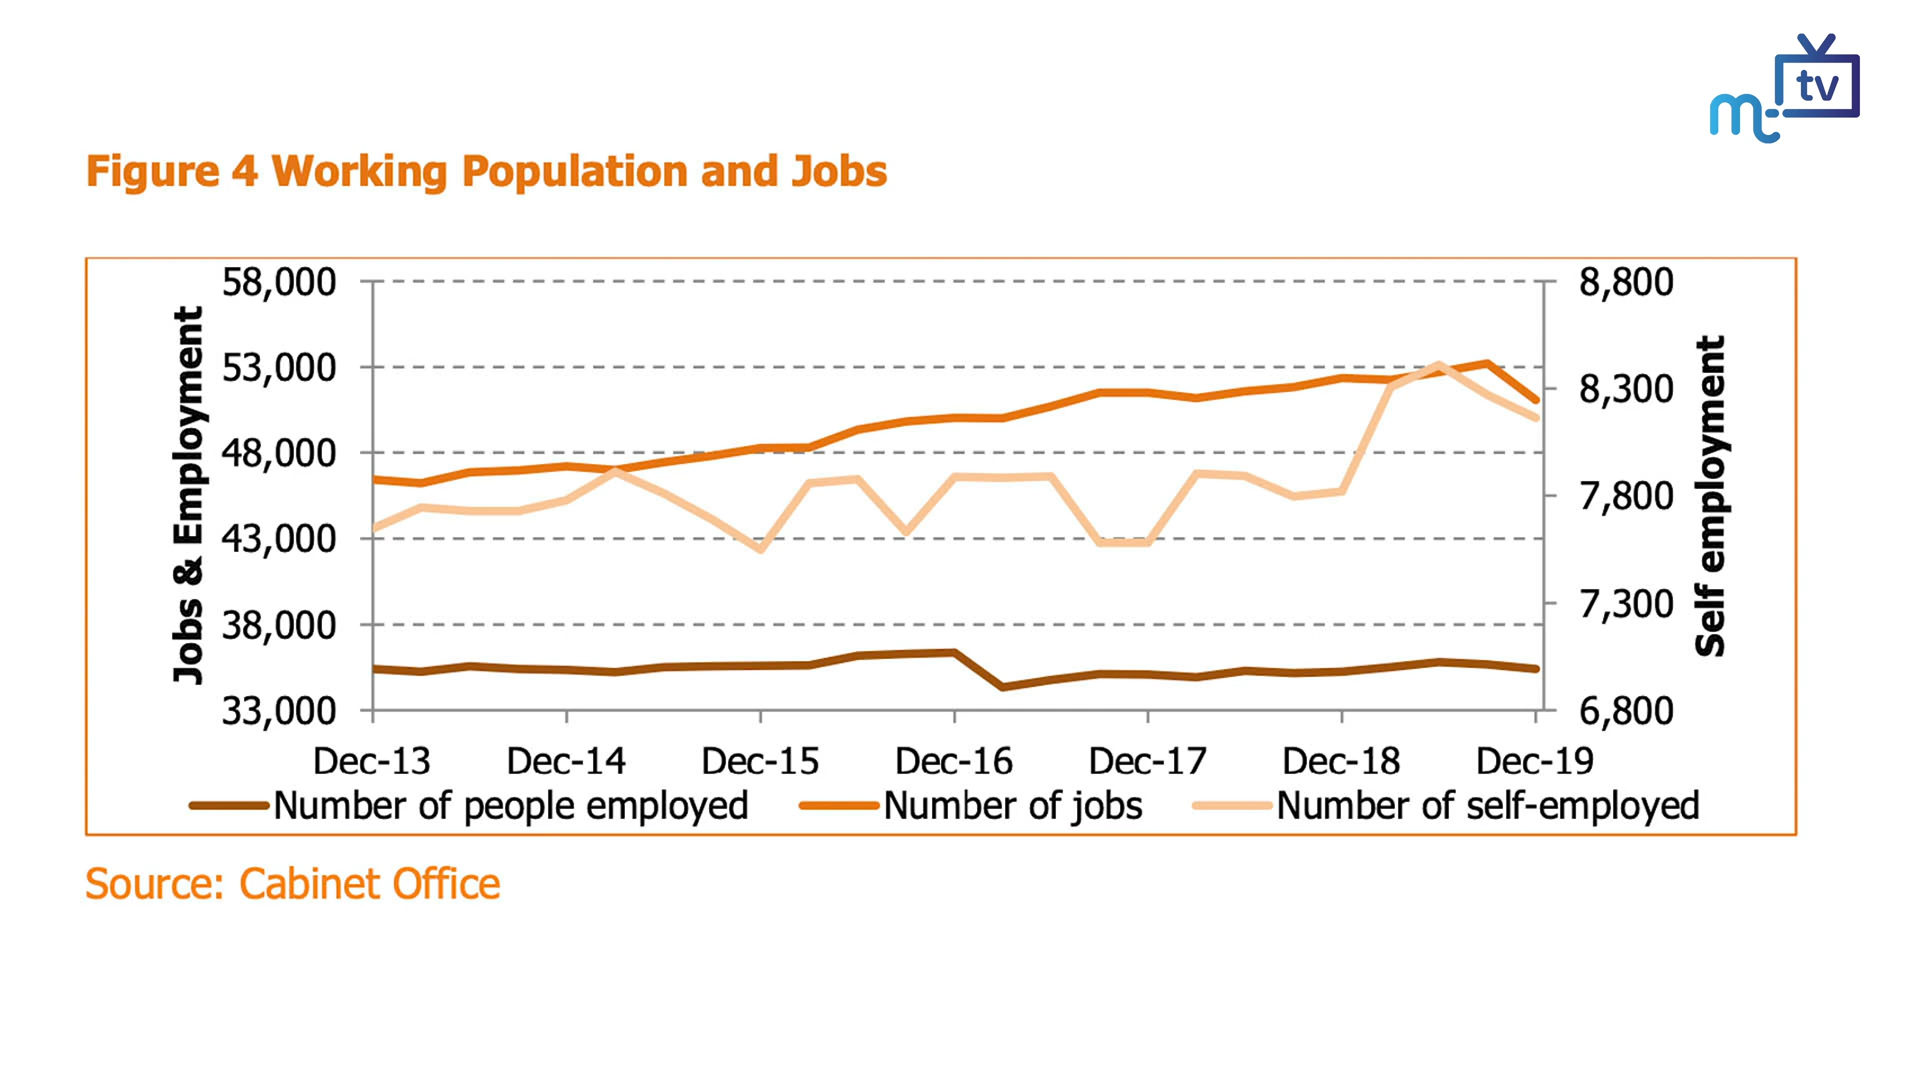 m tv
Figure 4 Working Population and Jobs
Jobs & Employment
58,000
53,000
48,000
43,000
38,000
33,000
8,800
8,300
7,800
7,300
6,800
Self employment
Dec-13 Dec-14 Dec-15 Dec-16 Dec-17 Dec-18 Dec-19
Number of people employed Number of jobs Number of self-employed
Source: Cabinet Office